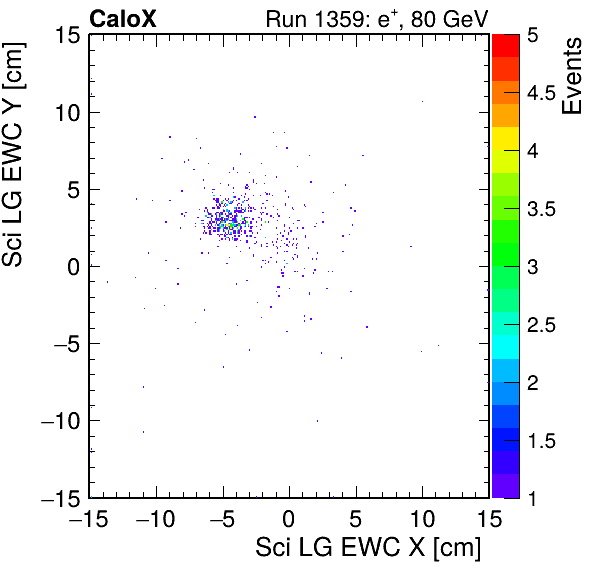 CaloX
Run 1359: e+, 80 GeV
Sci LG EWC Y [cm]
15
10
5
0
−5
−10
−15
−15 −10 −5 0 5 10 15
Sci LG EWC X [cm]
5
4.5
4
3.5
3
2.5
2
1.5
1
Events